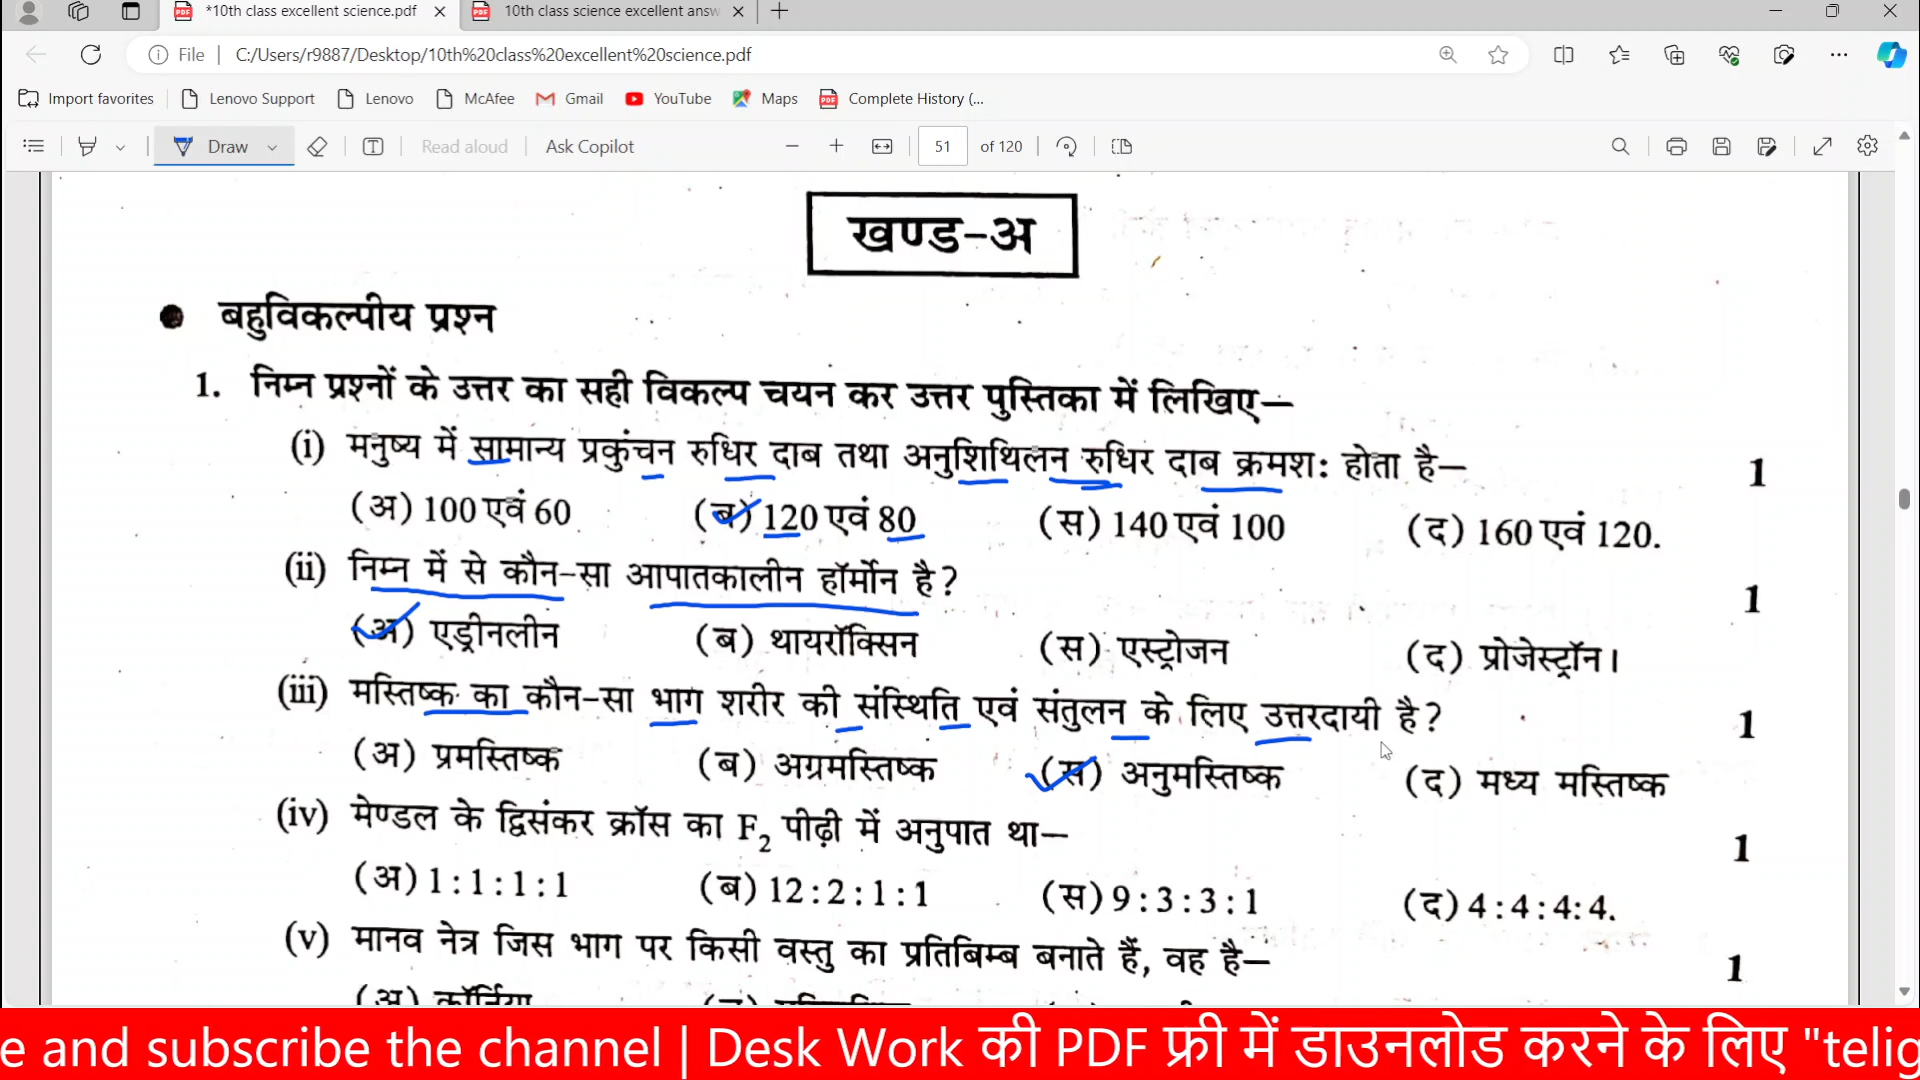 *10th class excellent science.pdf
10th class science excellent answ
File
C:/Users/r9887/Desktop/10th%20class%20excellent%20science.pdf
Import favorites
Lenovo Support
Lenovo
McAfee
Gmail
YouTube
Maps
Complete History (...
Draw
Read aloud
Ask Copilot
51
of 120
खण्ड-अ
बहुविकल्पीय प्रश्न
1. निम्न प्रश्नों के उत्तर का सही विकल्प चयन कर उत्तर पुस्तिका में लिखिए—
(i) मनुष्य में सामान्य प्रकुंचन रुधिर दाब तथा अनुशिथिलन रुधिर दाब क्रमश: होता है— 1
(अ) 100 एवं 60 (ब) 120 एवं 80 (स) 140 एवं 100 (द) 160 एवं 120.
(ii) निम्न में से कौन-सा आपातकालीन हॉर्मोन है? 1
(अ) एड्रीनलीन (ब) थायरॉक्सिन (स) एस्ट्रोजन (द) प्रोजेस्ट्रॉन।
(iii) मस्तिष्क का कौन-सा भाग शरीर की संस्थिति एवं संतुलन के लिए उत्तरदायी है? 1
(अ) प्रमस्तिष्क (ब) अग्रमस्तिष्क (स) अनुमस्तिष्क (द) मध्य मस्तिष्क
(iv) मेण्डल के द्विसंकर क्रॉस का F2 पीढ़ी में अनुपात था— 1
(अ) 1 : 1 : 1 : 1 (ब) 12 : 2 : 1 : 1 (स) 9 : 3 : 3 : 1 (द) 4 : 4 : 4 : 4.
(v) मानव नेत्र जिस भाग पर किसी वस्तु का प्रतिबिम्ब बनाते हैं, वह है— 1
(अ) कॉर्निया
e and subscribe the channel | Desk Work की PDF फ्री में डाउनलोड करने के लिए "telig